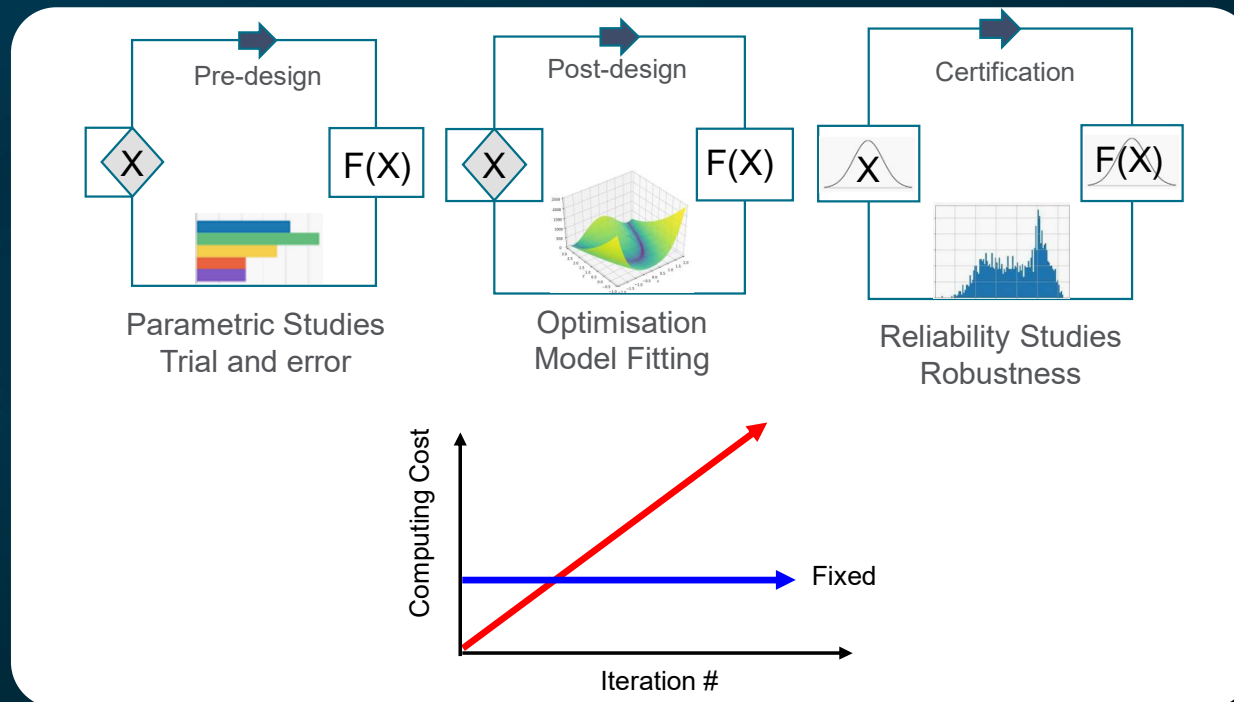 Pre-design
X
F(X)
Parametric Studies
Trial and error
Post-design
X
F(X)
Optimisation
Model Fitting
Certification
X
F(X)
Reliability Studies
Robustness
Computing Cost
Fixed
Iteration #